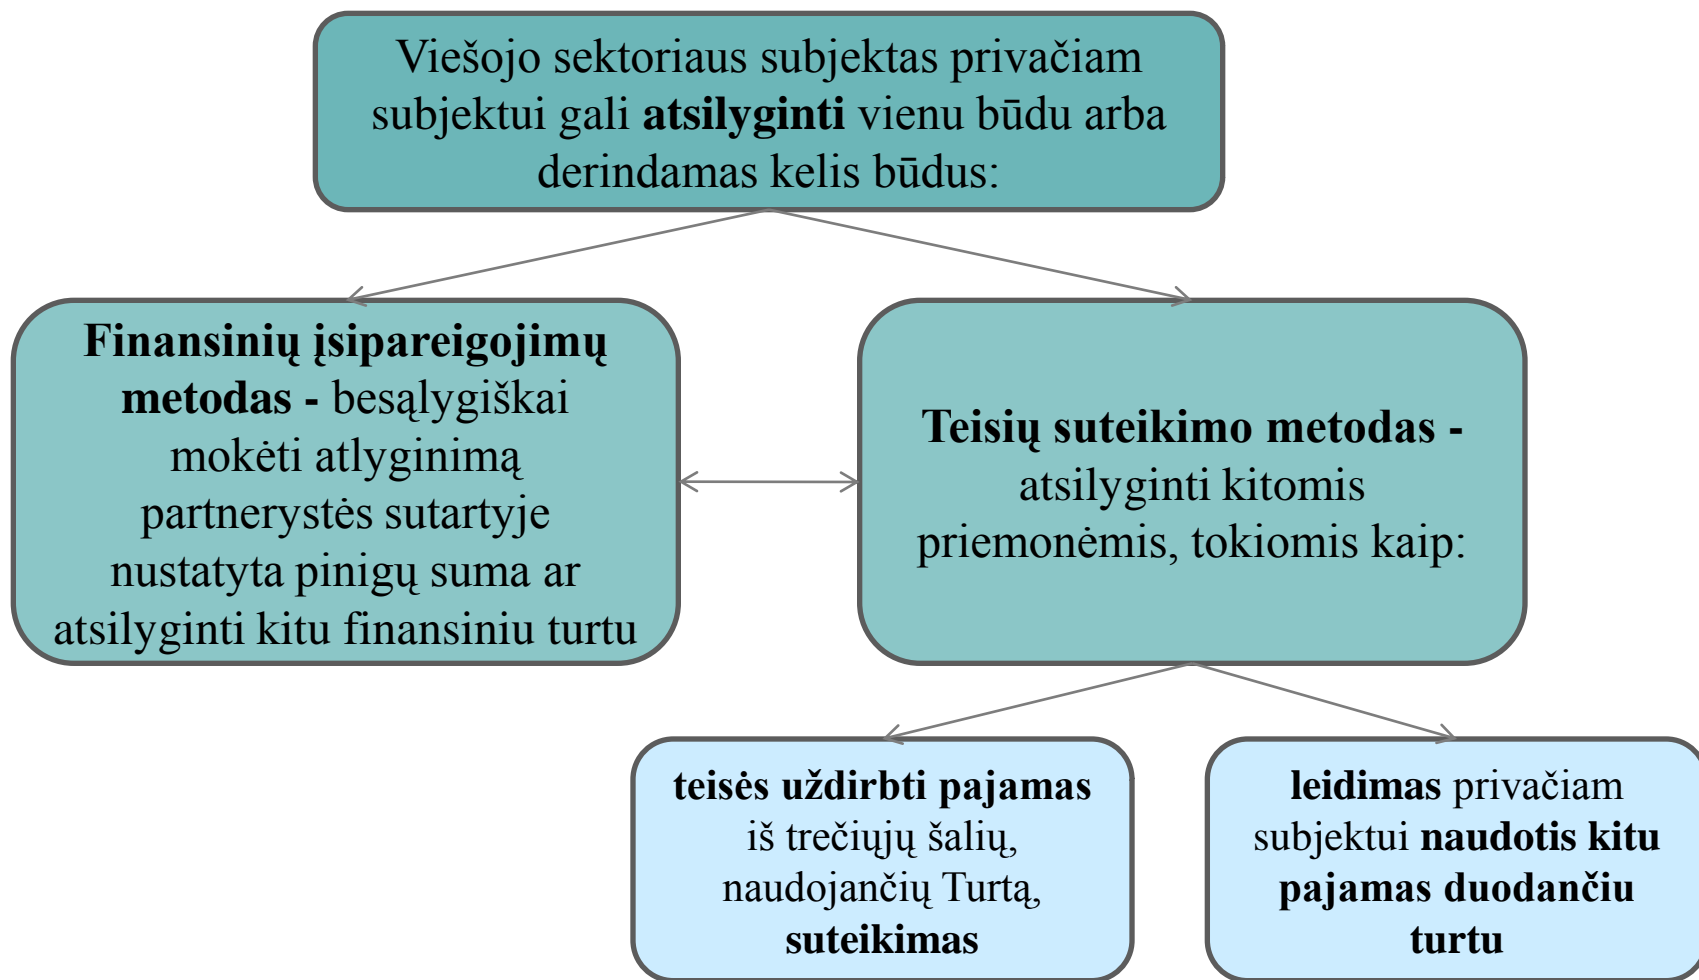 Viešojo sektoriaus subjektas privačiam
subjektui gali atsilyginti vienu būdu arba
derindamas kelis būdus:
Finansinių įsipareigojimų
metodas - besąlygiškai
mokėti atlyginimą
partnerystės sutartyje
nustatyta pinigų suma ar
atsilyginti kitu finansiniu turtu
Teisių suteikimo metodas -
atsilyginti kitomis
priemonėmis, tokiomis kaip:
teisės uždirbti pajamas
iš trečiųjų šalių,
naudojančių Turtą,
suteikimas
leidimas privačiam
subjektui naudotis kitu
pajamas duodančiu
turtu